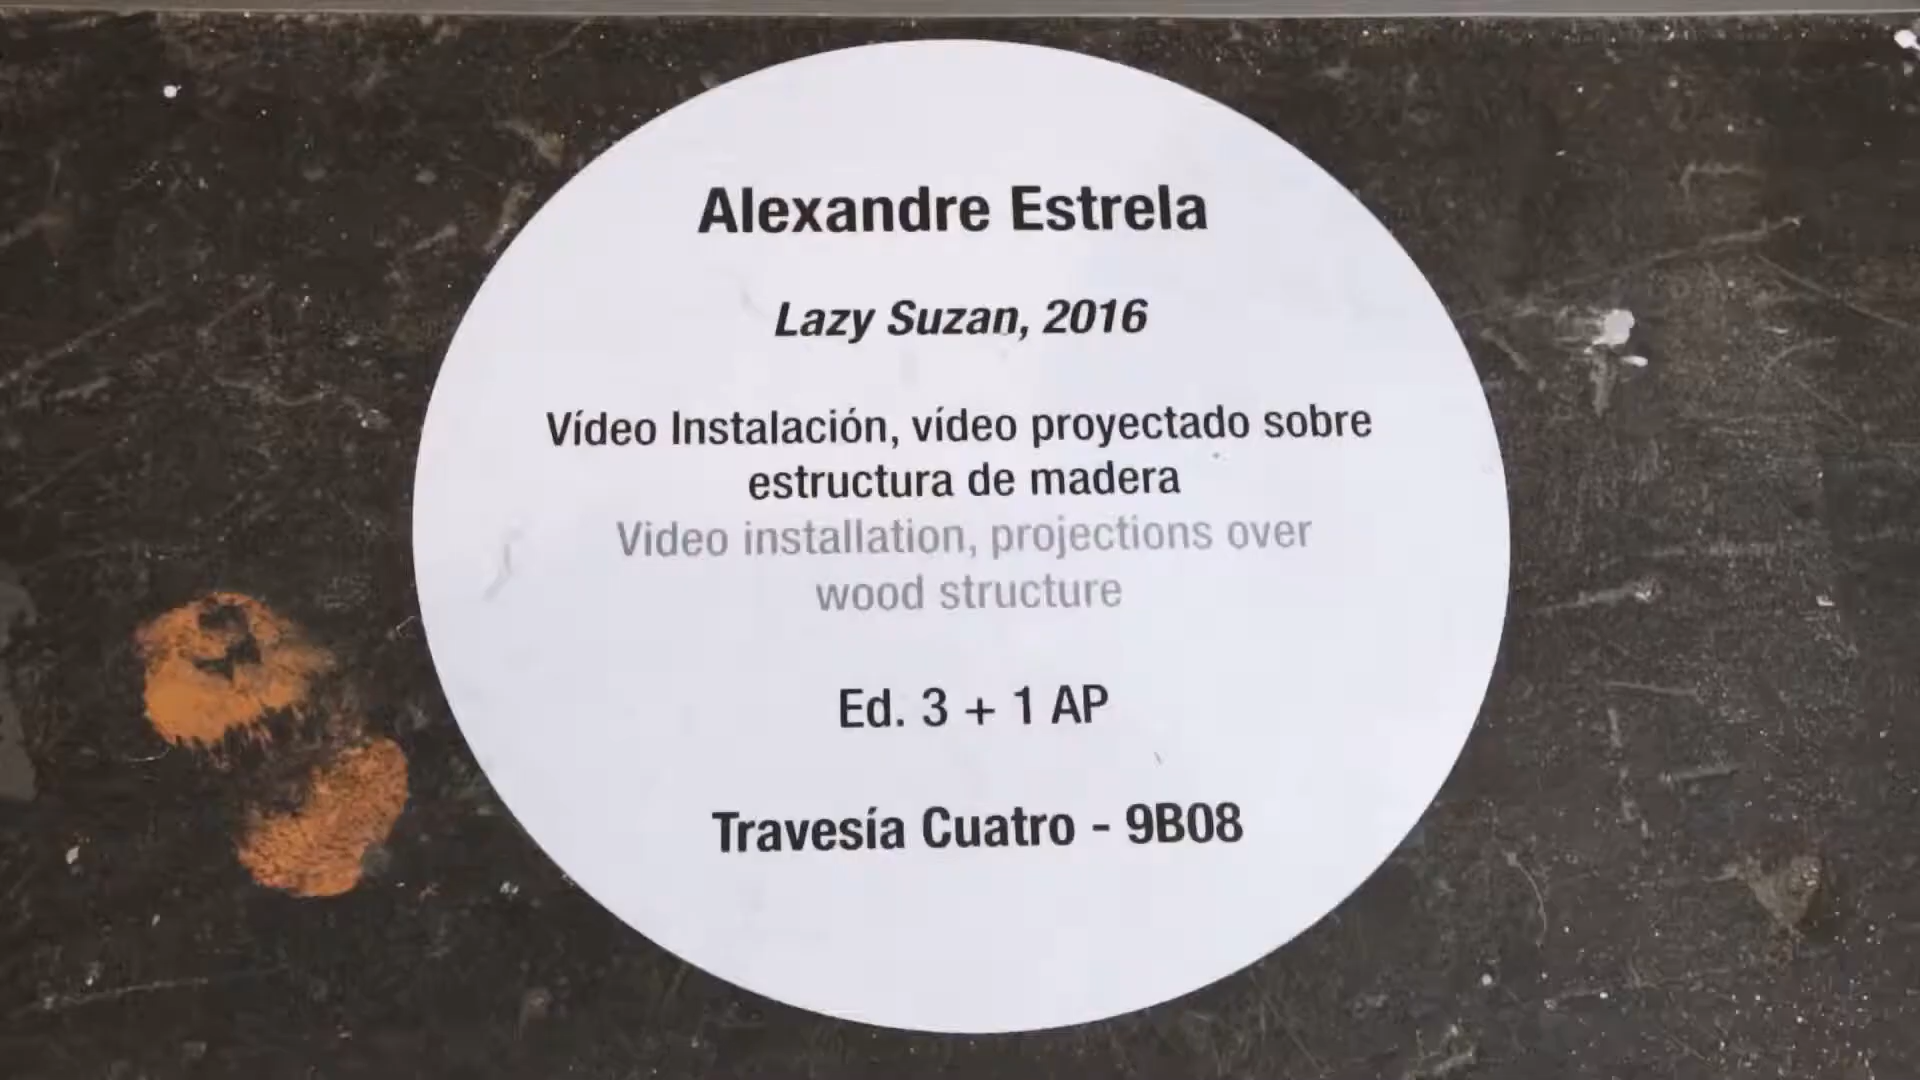 Alexandre Estrela
Lazy Suzan, 2016
Vídeo Instalación, vídeo proyectado sobre
estructura de madera
Video installation, projections over
wood structure
Ed. 3 + 1 AP
Travesía Cuatro - 9B08